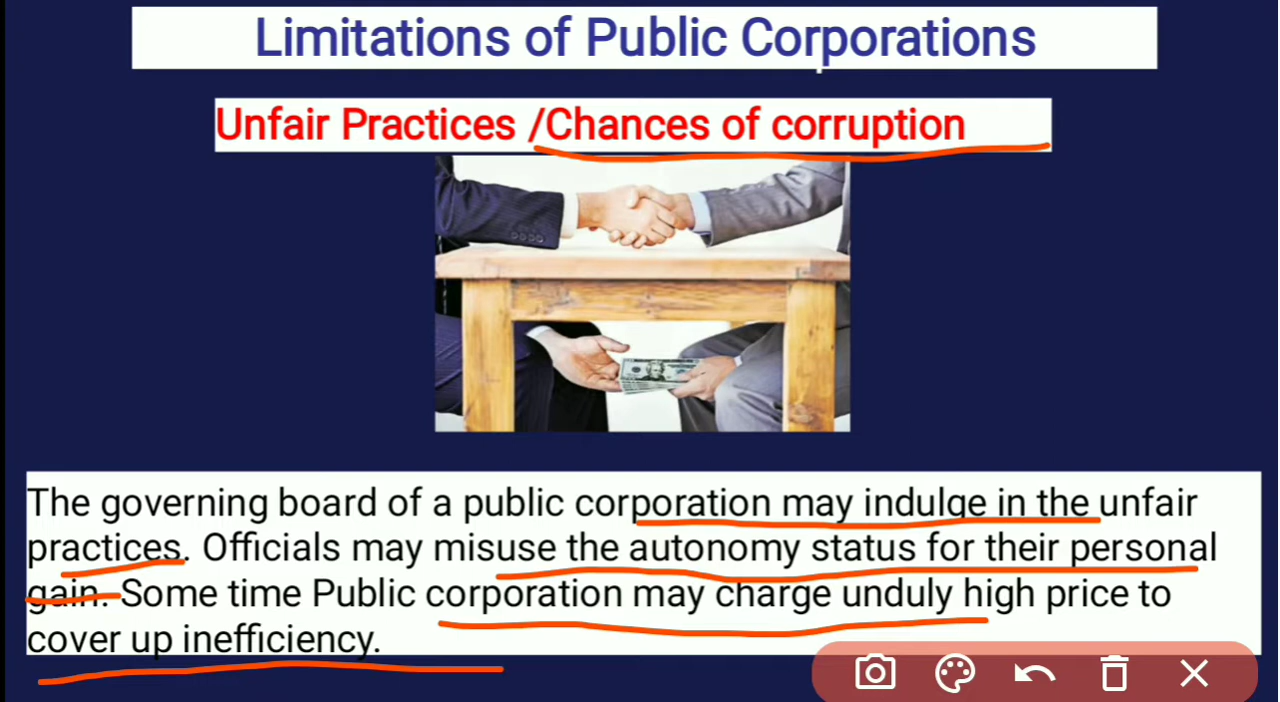 Limitations of Public Corporations
Unfair Practices /Chances of corruption
The governing board of a public corporation may indulge in the unfair
practices. Officials may misuse the autonomy status for their personal
gain. Some time Public corporation may charge unduly high price to
cover up inefficiency.